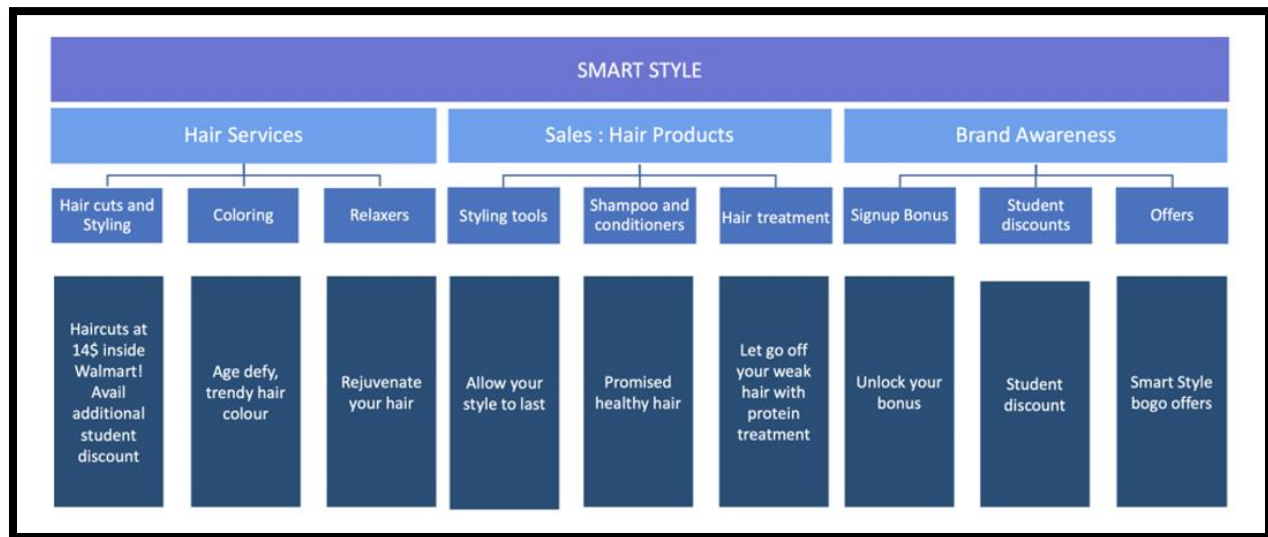 SMART STYLE
Hair Services
Sales : Hair Products
Brand Awareness
Hair cuts and
Styling
Coloring
Relaxers
Styling tools
Shampoo and
conditioners
Hair treatment
Signup Bonus
Student
discounts
Offers
Haircuts at
14$ inside
Walmart!
Avail
additional
student
discount
Age defy,
trendy hair
colour
Rejuvenate
your hair
Allow your
style to last
Promised
healthy hair
Let go off
your weak
hair with
protein
treatment
Unlock your
bonus
Student
discount
Smart Style
bogo offers